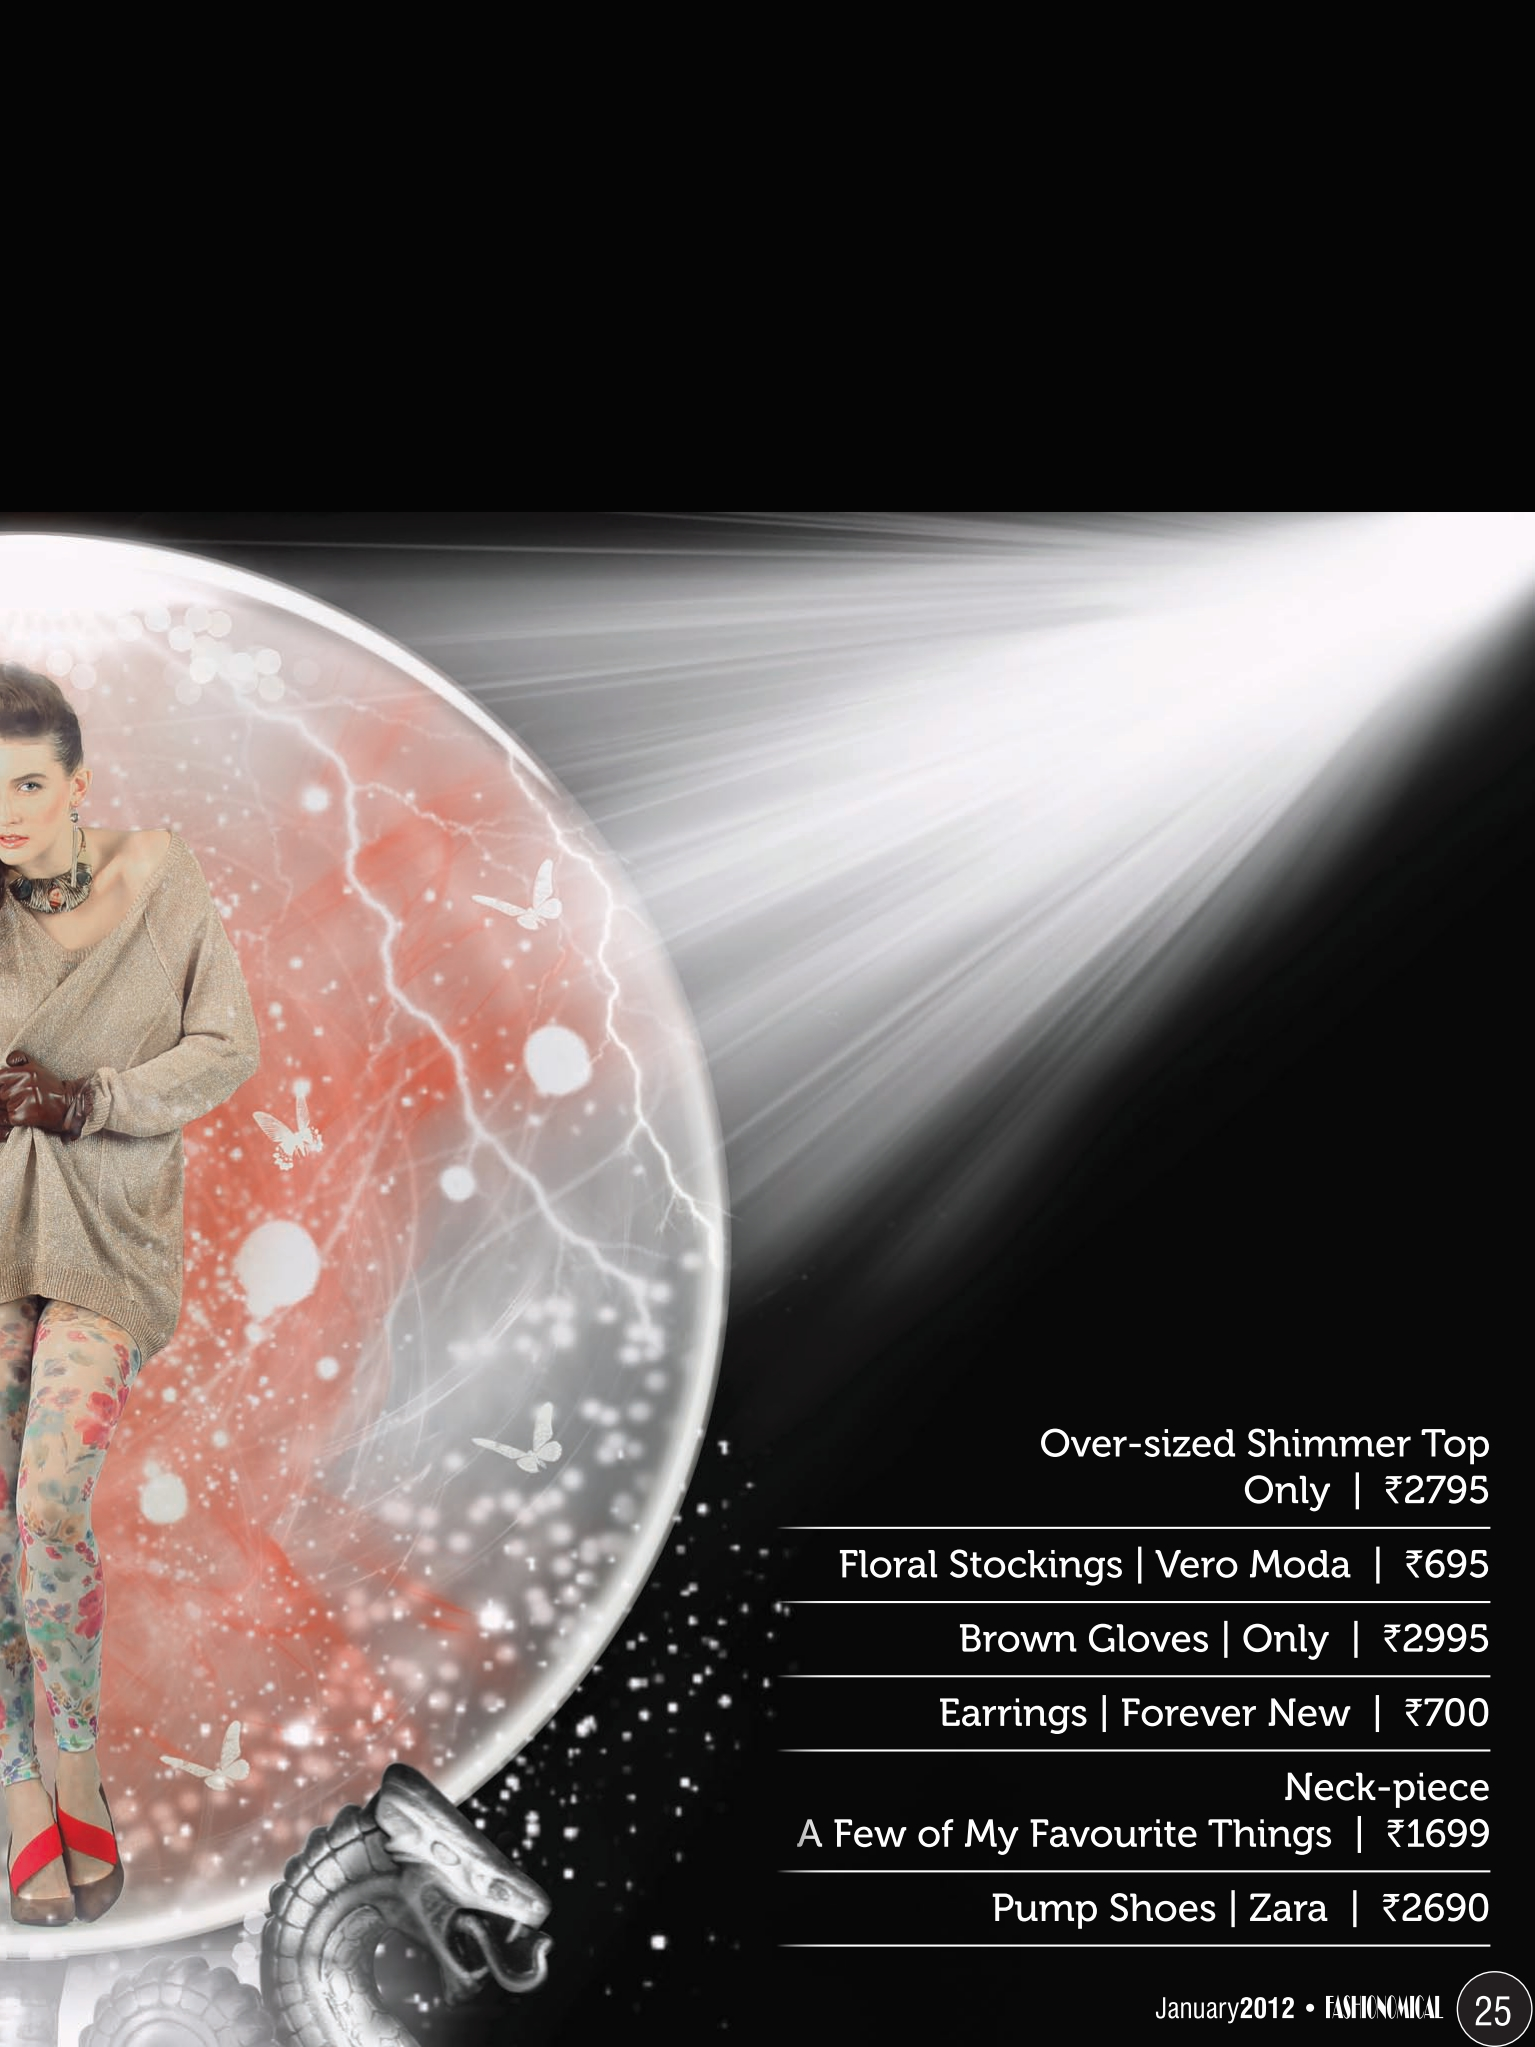 Over-sized Shimmer Top
Only | ₹2795
Floral Stockings | Vero Moda | ₹695
Brown Gloves | Only | ₹2995
Earrings | Forever New | ₹700
Neck-piece
A Few of My Favourite Things | ₹1699
Pump Shoes | Zara | ₹2690
January2012 • FASHIONOMICAL 25